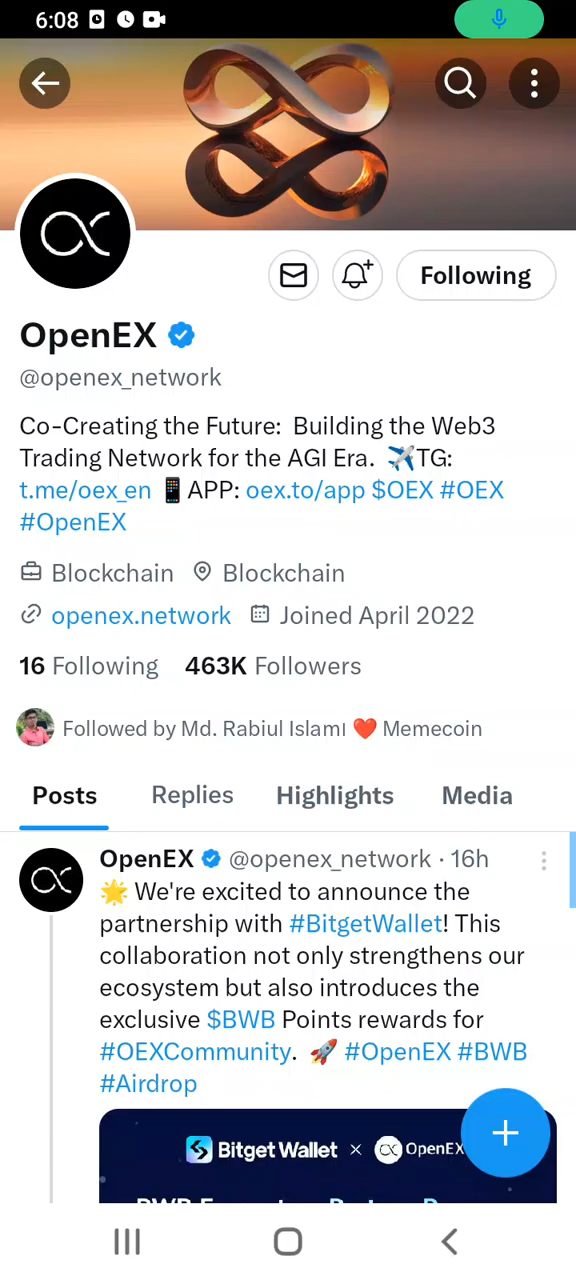 6:08
Following
OpenEX
@openex_network
Co-Creating the Future: Building the Web3
Trading Network for the AGI Era. ✈️TG:
t.me/oex_en 📱APP: oex.to/app $OEX #OEX
#OpenEX
Blockchain Blockchain
openex.network Joined April 2022
16 Following 463K Followers
Followed by Md. Rabiul Islam। ❤️ Memecoin
Posts Replies Highlights Media
OpenEX @openex_network · 16h
🌟 We're excited to announce the
partnership with #BitgetWallet! This
collaboration not only strengthens our
ecosystem but also introduces the
exclusive $BWB Points rewards for
#OEXCommunity. 🚀 #OpenEX #BWB
#Airdrop
Bitget Wallet × OpenEX